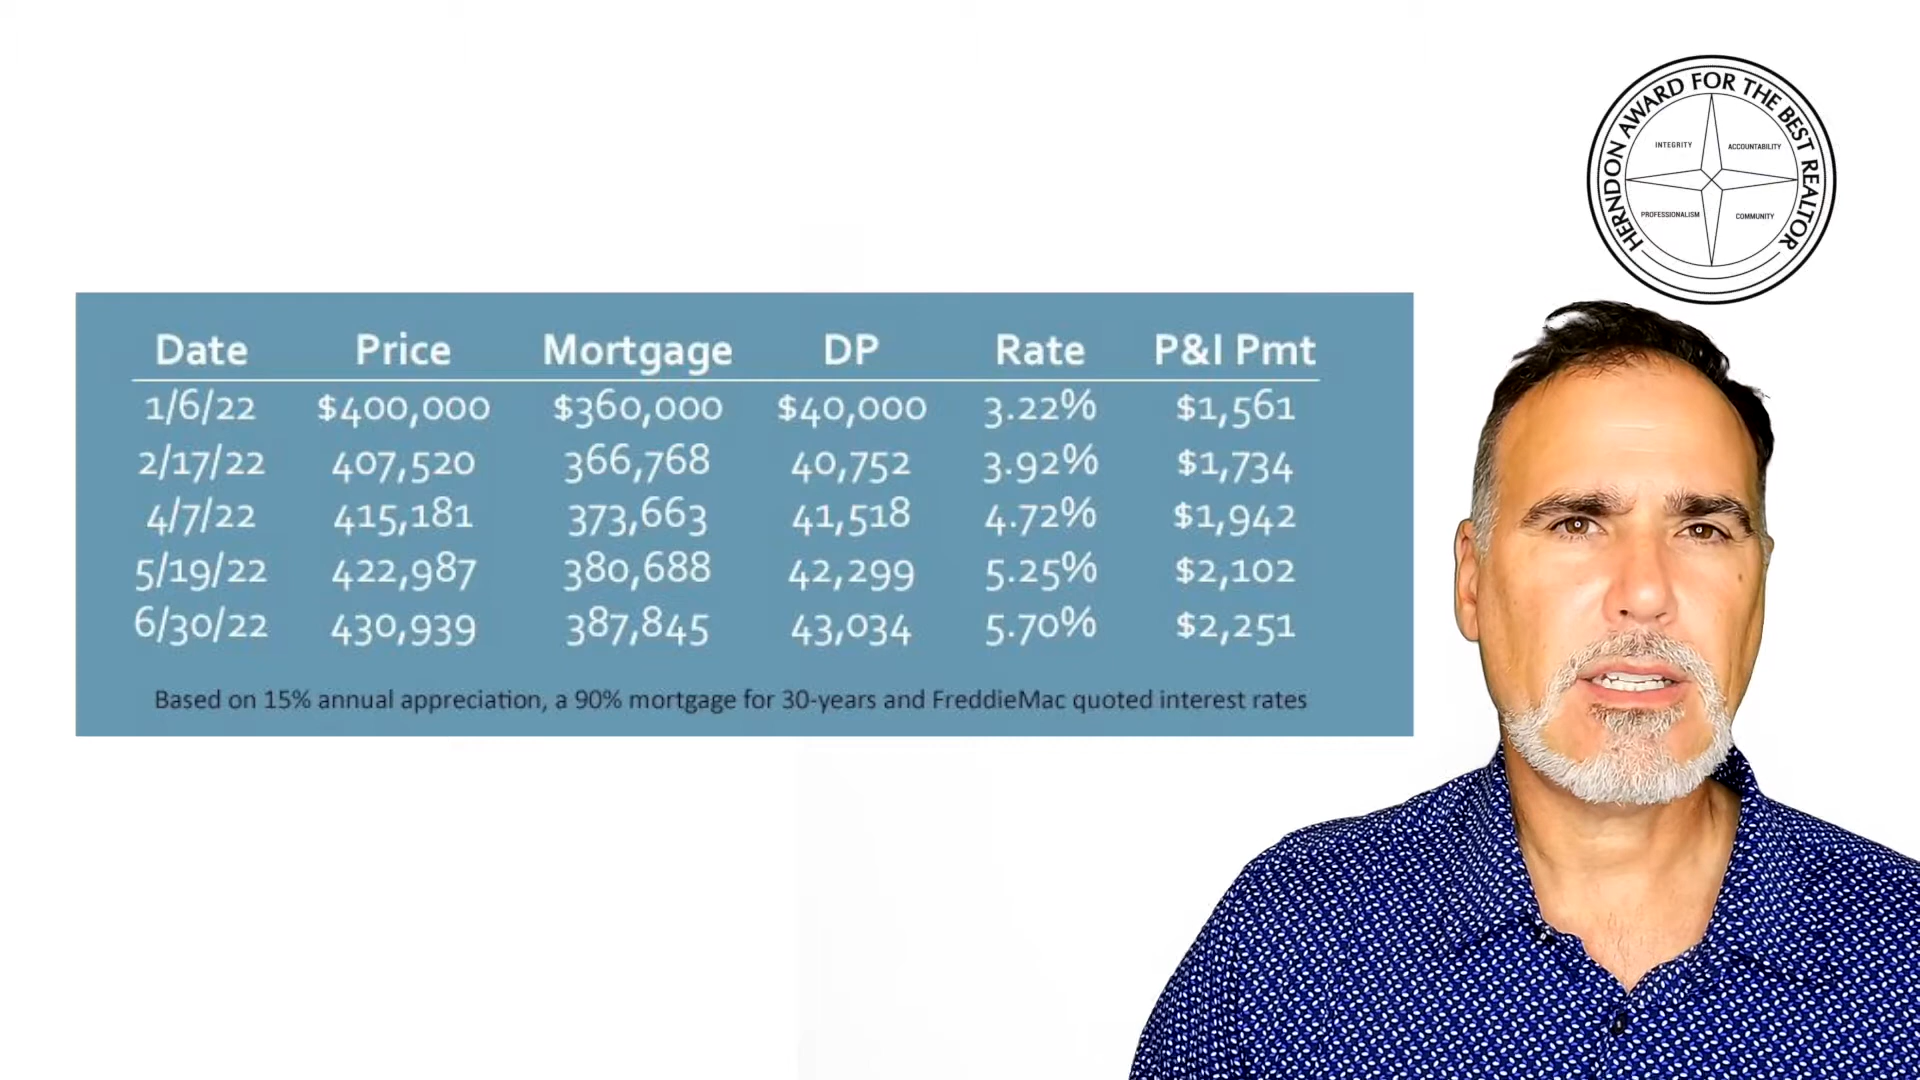 HERNDON AWARD FOR THE BEST REALTOR
INTEGRITY
ACCOUNTABILITY
PROFESSIONALISM
COMMUNITY
Date Price Mortgage DP Rate P&I Pmt
1/6/22 $400,000 $360,000 $40,000 3.22% $1,561
2/17/22 407,520 366,768 40,752 3.92% $1,734
4/7/22 415,181 373,663 41,518 4.72% $1,942
5/19/22 422,987 380,688 42,299 5.25% $2,102
6/30/22 430,939 387,845 43,034 5.70% $2,251
Based on 15% annual appreciation, a 90% mortgage for 30-years and FreddieMac quoted interest rates